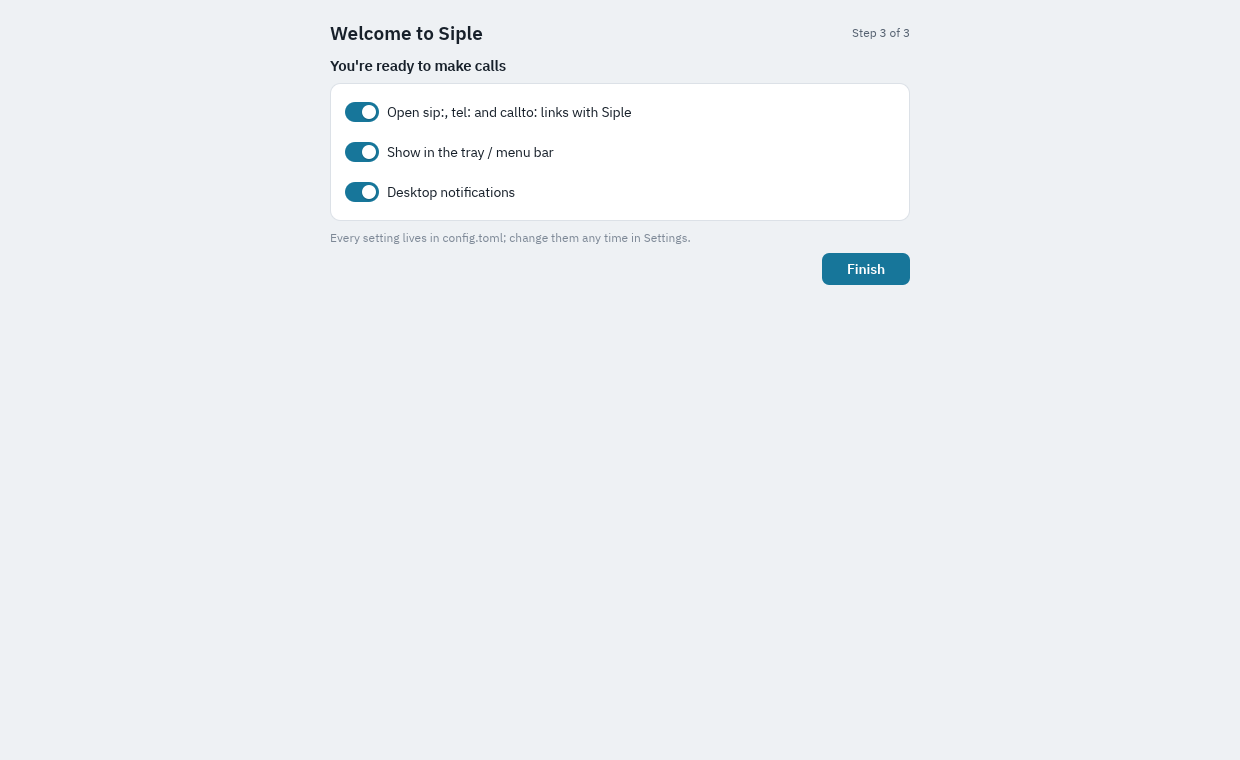 Welcome to Siple
Step 3 of 3
You're ready to make calls
Open sip:, tel: and callto: links with Siple
Show in the tray / menu bar
Desktop notifications
Every setting lives in config.toml; change them any time in Settings.
Finish